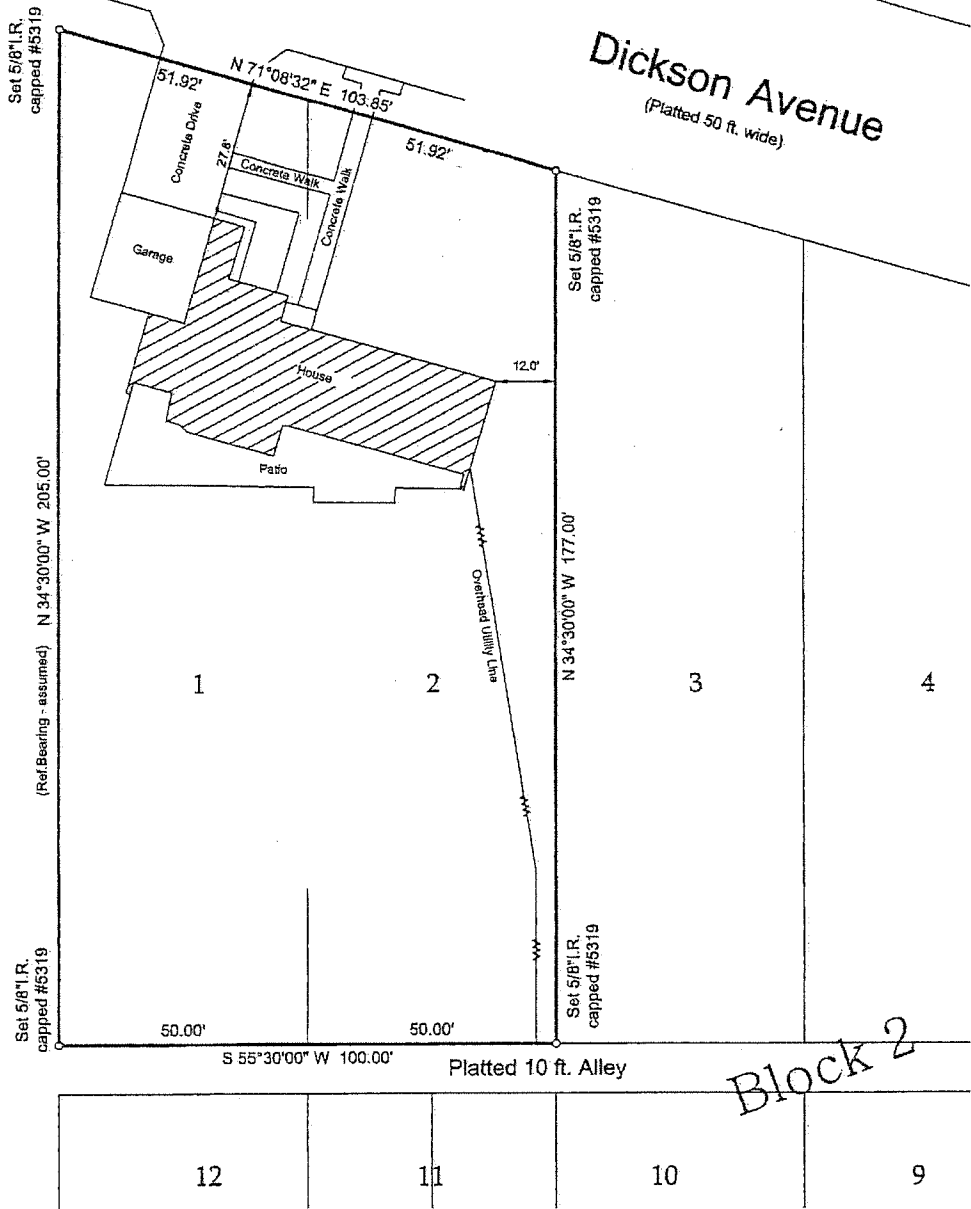 Set 5/8"I.R.
capped #5319
Dickson Avenue
(Platted 50 ft. wide)
N 71°08'32" E 103.85'
51.92'
51.92'
Concrete Drive
27.8'
Concrete Walk
Concrete Walk
Garage
Set 5/8"I.R.
capped #5319
House
12.0'
Patio
(Ref.Bearing - assumed) N 34°30'00" W 205.00'
Overhead Utility Line
N 34°30'00" W 177.00'
1
2
3
4
Set 5/8"I.R.
capped #5319
Set 5/8"I.R.
capped #5319
50.00'
50.00'
S 55°30'00" W 100.00'
Platted 10 ft. Alley
Block 2
12
11
10
9